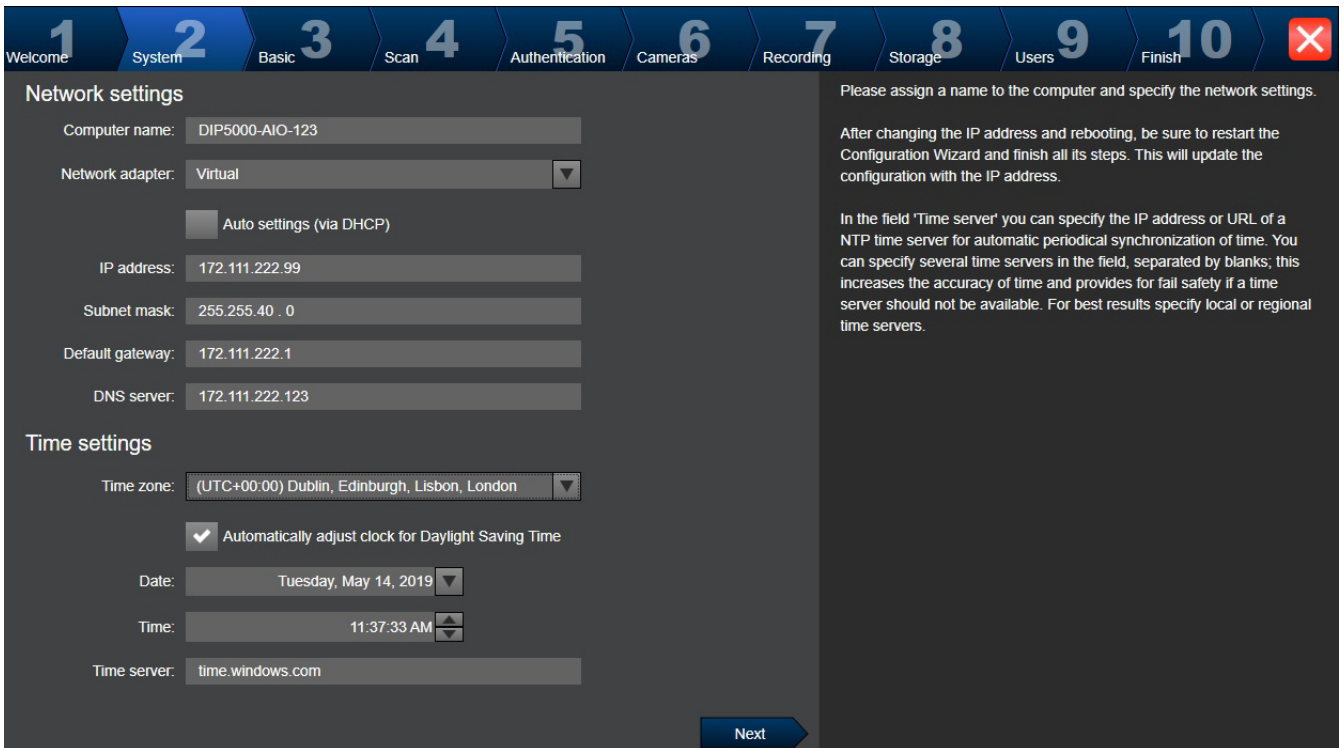 1 Welcome
2 System
3 Basic
4 Scan
5 Authentication
6 Cameras
7 Recording
8 Storage
9 Users
10 Finish
Network settings
Computer name: DIP5000-AIO-123
Network adapter: Virtual
Auto settings (via DHCP)
IP address: 172.111.222.99
Subnet mask: 255.255.40 . 0
Default gateway: 172.111.222.1
DNS server: 172.111.222.123
Time settings
Time zone: (UTC+00:00) Dublin, Edinburgh, Lisbon, London
Automatically adjust clock for Daylight Saving Time
Date: Tuesday, May 14, 2019
Time: 11:37:33 AM
Time server: time.windows.com
Next
Please assign a name to the computer and specify the network settings.
After changing the IP address and rebooting, be sure to restart the
Configuration Wizard and finish all its steps. This will update the
configuration with the IP address.
In the field 'Time server' you can specify the IP address or URL of a
NTP time server for automatic periodical synchronization of time. You
can specify several time servers in the field, separated by blanks; this
increases the accuracy of time and provides for fail safety if a time
server should not be available. For best results specify local or regional
time servers.